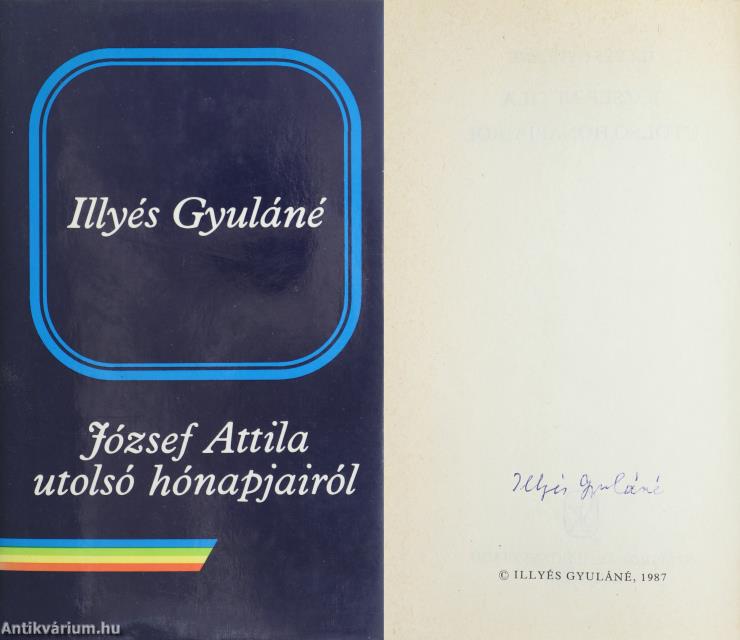 Illyés Gyuláné
József Attila
utolsó hónapjairól
Antikvárium.hu
Illyés Gyuláné
© ILLYÉS GYULÁNÉ, 1987